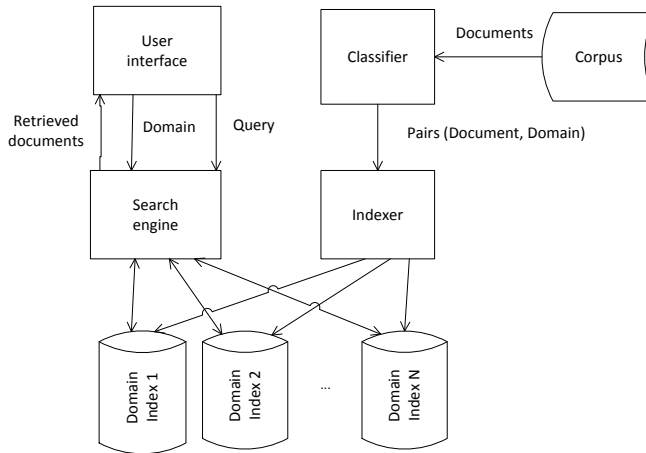 User
interface
Classifier
Documents
Corpus
Retrieved
documents
Domain
Query
Pairs (Document, Domain)
Search
engine
Indexer
Domain
Index 1
Domain
Index 2
...
Domain
Index N